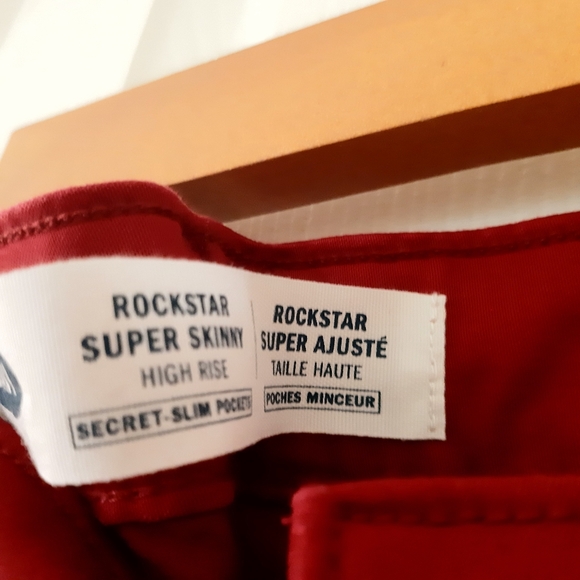 ROCKSTAR
SUPER SKINNY
HIGH RISE
SECRET-SLIM POCKETS
ROCKSTAR
SUPER AJUSTÉ
TAILLE HAUTE
POCHES MINCEUR